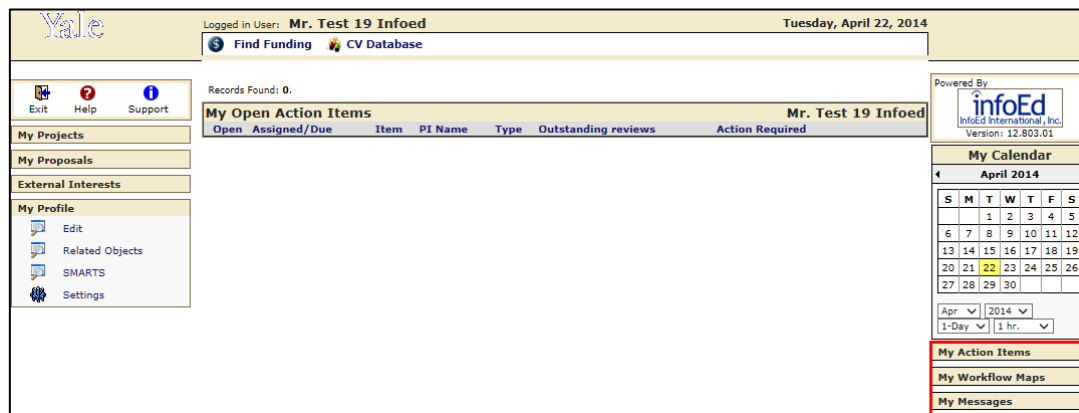 Yale
Logged in User: Mr. Test 19 Infoed
Tuesday, April 22, 2014
Find Funding CV Database
Exit Help Support
My Projects
My Proposals
External Interests
My Profile
Edit
Related Objects
SMARTS
Settings
Records Found: 0.
My Open Action Items Mr. Test 19 Infoed
Open Assigned/Due Item PI Name Type Outstanding reviews Action Required
Powered By
infoEd
InfoEd International, Inc.
Version: 12.803.01
My Calendar
April 2014
S M T W T F S
1 2 3 4 5
6 7 8 9 10 11 12
13 14 15 16 17 18 19
20 21 22 23 24 25 26
27 28 29 30
Apr 2014
1-Day 1 hr.
My Action Items
My Workflow Maps
My Messages